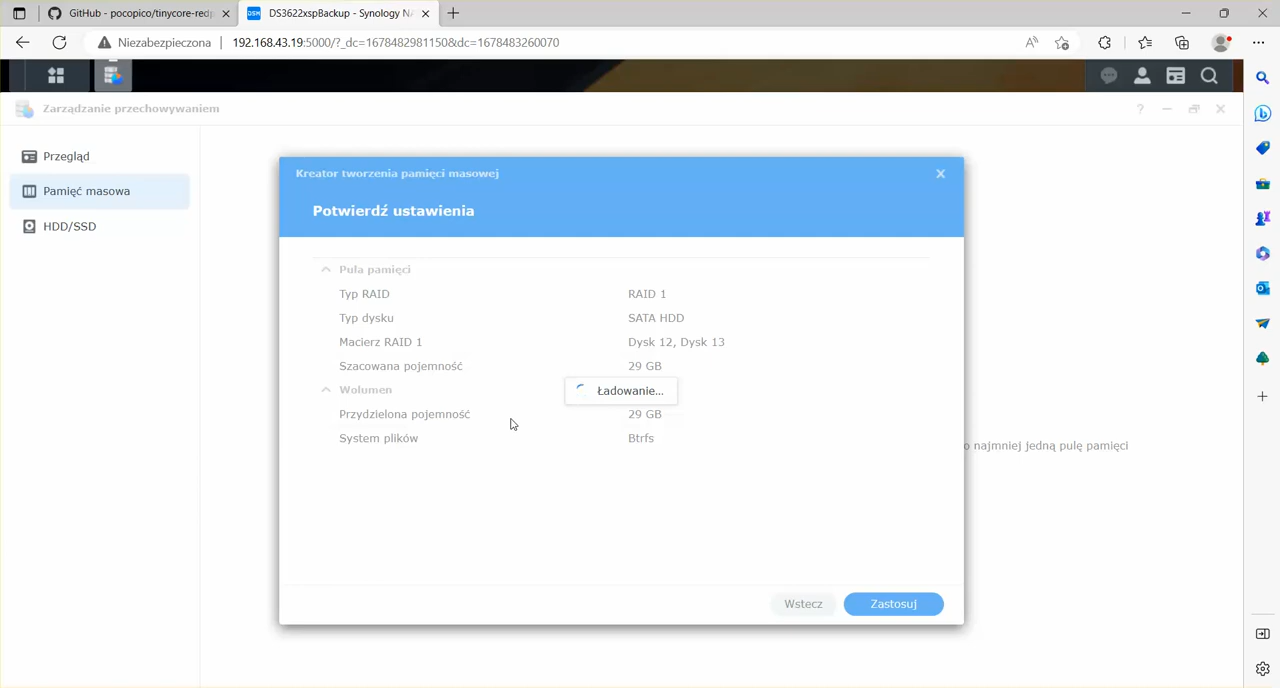 GitHub - pocopico/tinycore-redp
DS3622xspBackup - Synology NA
Niezabezpieczona
192.168.43.19:5000/?_dc=1678482981150&dc=1678483260070
Zarządzanie przechowywaniem
Przegląd
Pamięć masowa
HDD/SSD
Kreator tworzenia pamięci masowej
Potwierdź ustawienia
Pula pamięci
Typ RAID RAID 1
Typ dysku SATA HDD
Macierz RAID 1 Dysk 12, Dysk 13
Szacowana pojemność 29 GB
Wolumen
Ładowanie...
Przydzielona pojemność 29 GB
System plików Btrfs
o najmniej jedną pulę pamięci
Wstecz Zastosuj